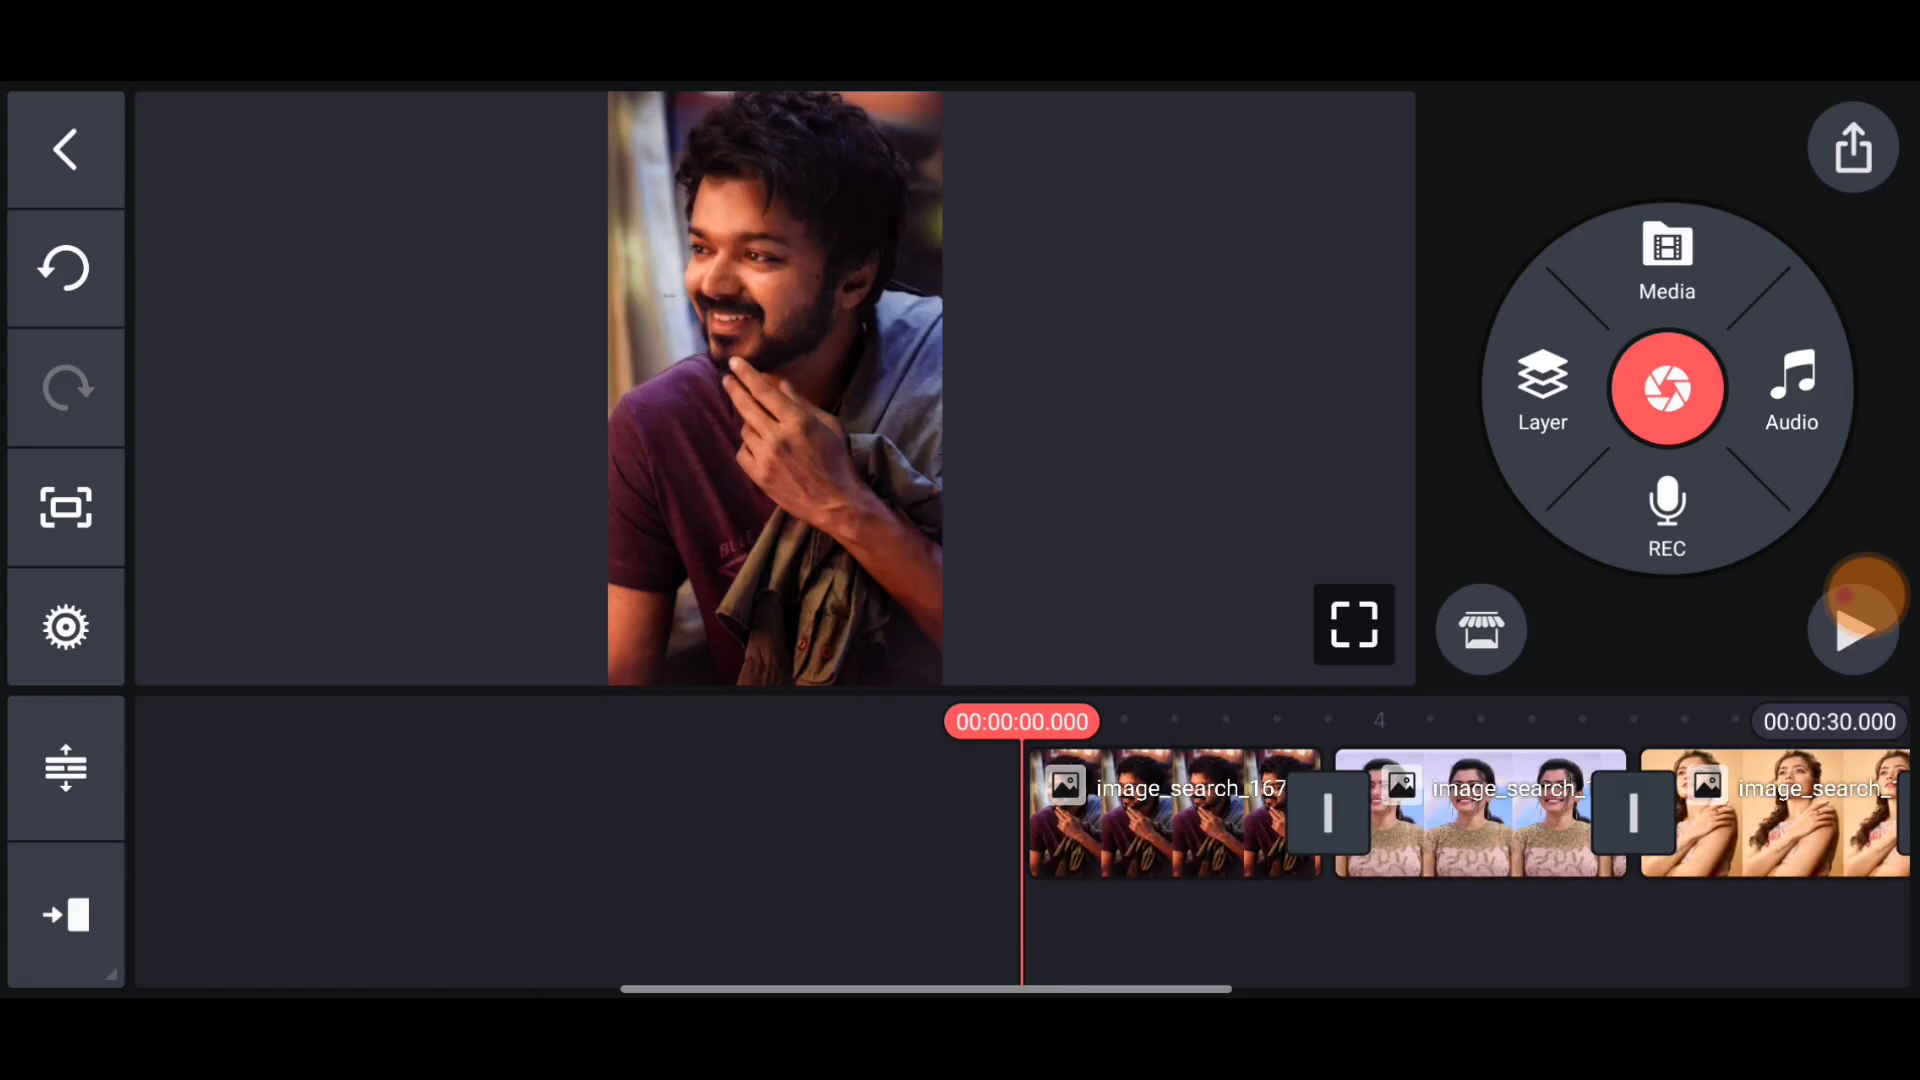 Media
Layer
Audio
REC
00:00:00.000
4
00:00:30.000
image_search_167
image_search_
image_search_